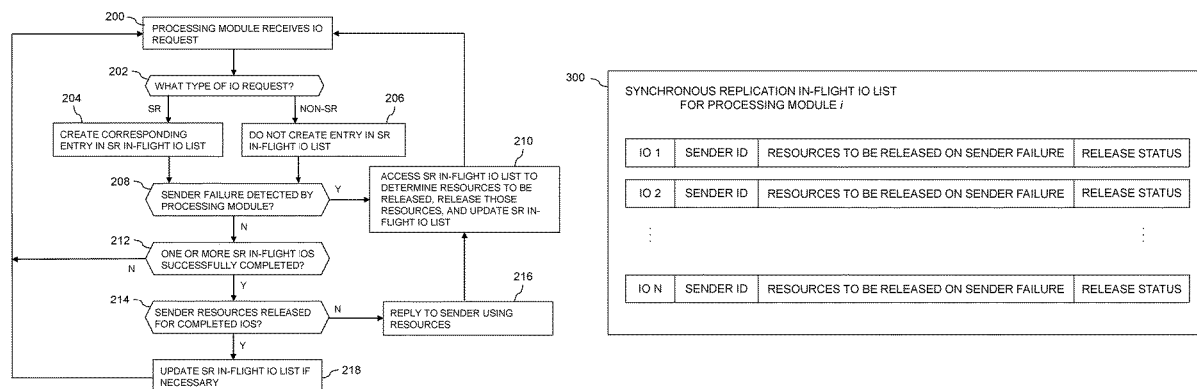 200
PROCESSING MODULE RECEIVES IO
REQUEST
202
WHAT TYPE OF IO REQUEST?
204
SR
NON-SR
206
CREATE CORRESPONDING
ENTRY IN SR IN-FLIGHT IO LIST
DO NOT CREATE ENTRY IN SR
IN-FLIGHT IO LIST
208
SENDER FAILURE DETECTED BY
PROCESSING MODULE?
Y
N
210
ACCESS SR IN-FLIGHT IO LIST TO
DETERMINE RESOURCES TO BE
RELEASED, RELEASE THOSE
RESOURCES, AND UPDATE SR IN-
FLIGHT IO LIST
212
ONE OR MORE SR IN-FLIGHT IOS
SUCCESSFULLY COMPLETED?
N
Y
214
SENDER RESOURCES RELEASED
FOR COMPLETED IOS?
N
Y
216
REPLY TO SENDER USING
RESOURCES
UPDATE SR IN-FLIGHT IO LIST IF
NECESSARY
218
300
SYNCHRONOUS REPLICATION IN-FLIGHT IO LIST
FOR PROCESSING MODULE i
IO 1 SENDER ID RESOURCES TO BE RELEASED ON SENDER FAILURE RELEASE STATUS
IO 2 SENDER ID RESOURCES TO BE RELEASED ON SENDER FAILURE RELEASE STATUS
IO N SENDER ID RESOURCES TO BE RELEASED ON SENDER FAILURE RELEASE STATUS